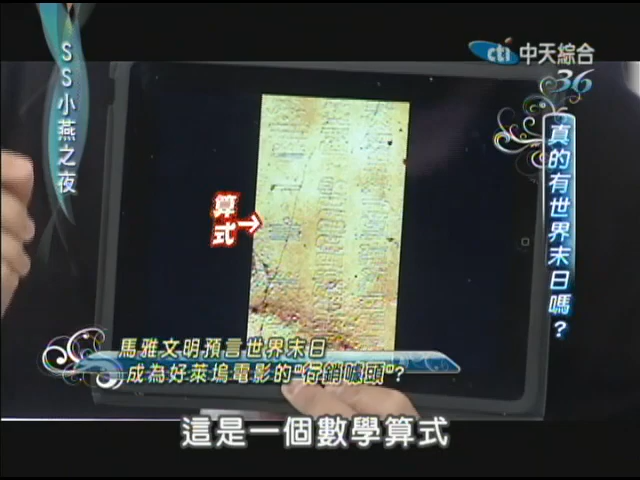 SS小燕之夜
cti 中天綜合
36
真的有世界末日嗎？
算式→
馬雅文明預言世界末日
成為好萊塢電影的"行銷噱頭"？
這是一個數學算式